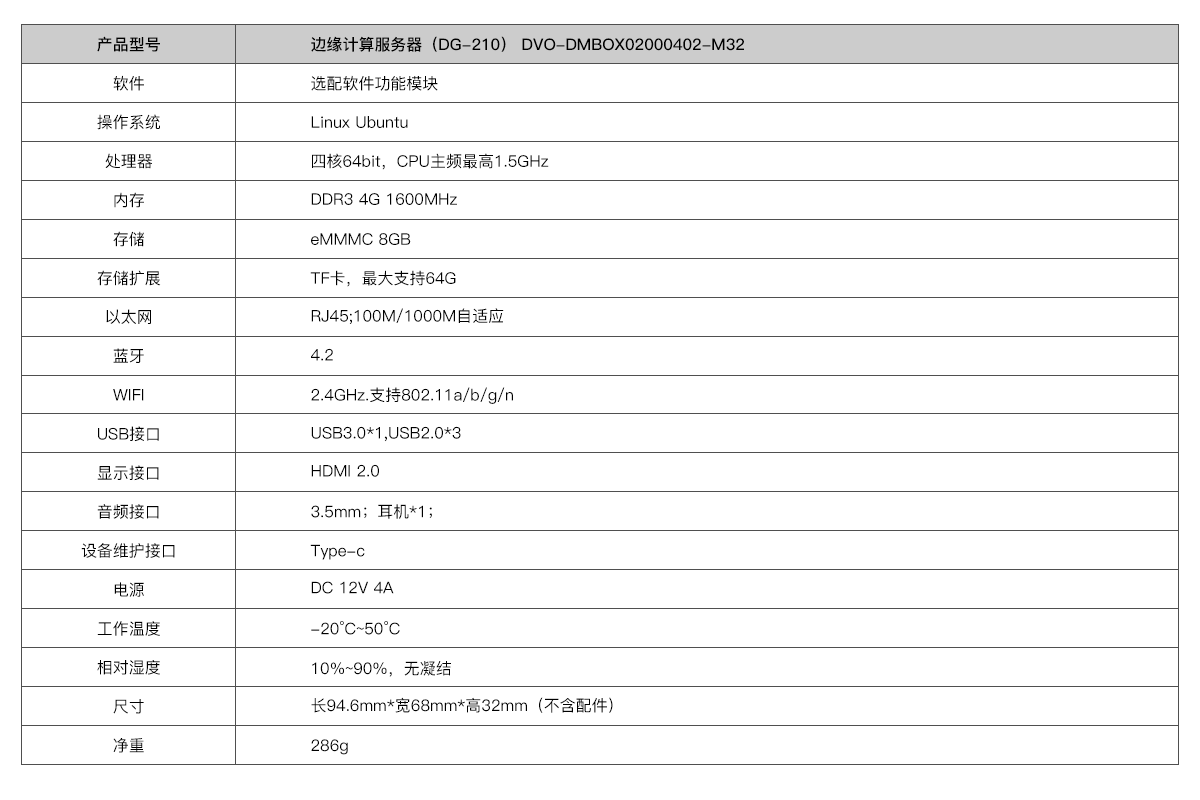 产品型号 边缘计算服务器（DG-210） DVO-DMBOX02000402-M32
软件 选配软件功能模块
操作系统 Linux Ubuntu
处理器 四核64bit，CPU主频最高1.5GHz
内存 DDR3 4G 1600MHz
存储 eMMMC 8GB
存储扩展 TF卡，最大支持64G
以太网 RJ45;100M/1000M自适应
蓝牙 4.2
WIFI 2.4GHz.支持802.11a/b/g/n
USB接口 USB3.0*1,USB2.0*3
显示接口 HDMI 2.0
音频接口 3.5mm；耳机*1；
设备维护接口 Type-c
电源 DC 12V 4A
工作温度 -20°C~50°C
相对湿度 10%~90%，无凝结
尺寸 长94.6mm*宽68mm*高32mm（不含配件）
净重 286g